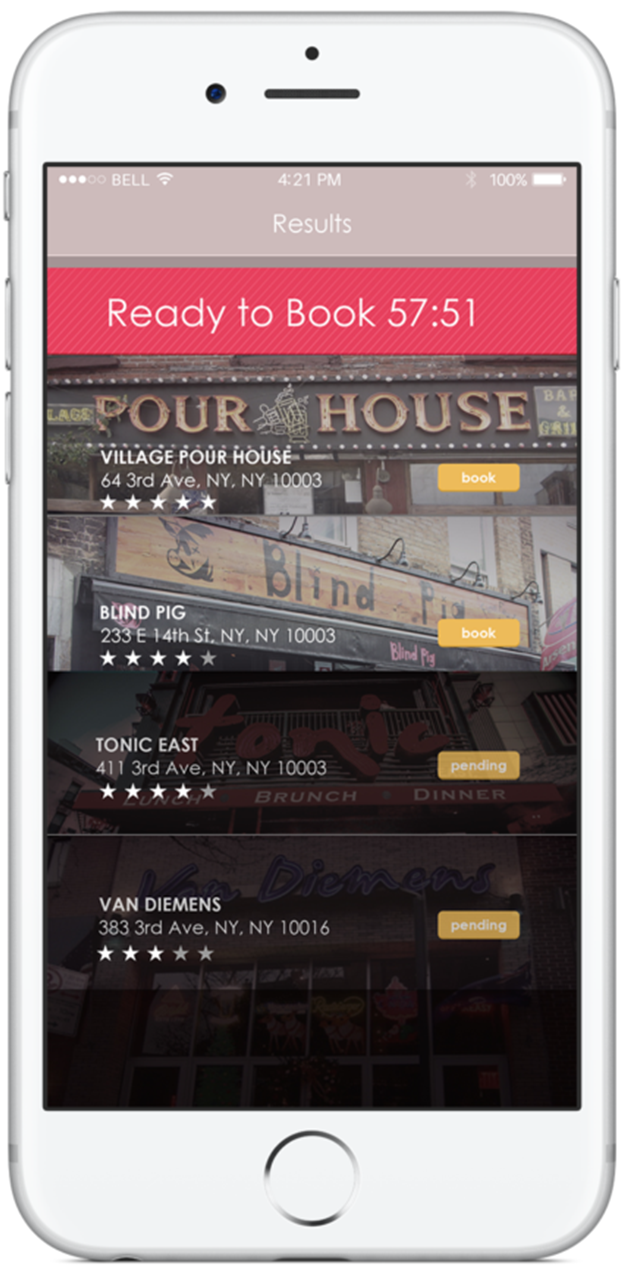 BELL
4:21 PM
100%
Results
Ready to Book 57:51
LAGE POUR HOUSE BAR & GRILL
VILLAGE POUR HOUSE
64 3rd Ave, NY, NY 10003
book
Blind Pig
BLIND PIG
233 E 14th St, NY, NY 10003
book
Blind Pig
tonic
TONIC EAST
411 3rd Ave, NY, NY 10003
pending
LUNCH BRUNCH DINNER
Van Diemens
VAN DIEMENS
383 3rd Ave, NY, NY 10016
pending